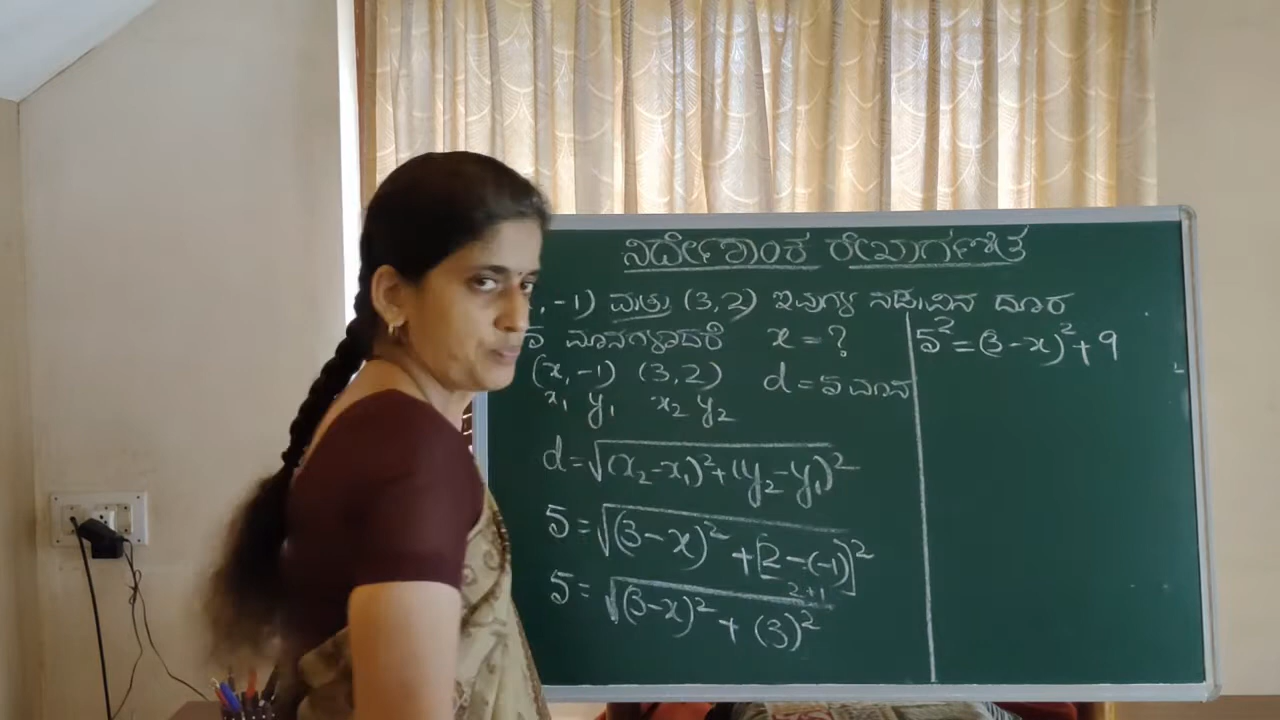 ನಿರ್ದೇಶಾಂಕ ರೇಖಾಗಣಿತ
, -1) ಮತ್ತು (3, 2) ಇವುಗಳ ನಡುವಿನ ದೂರ
5 ಮಾನಗಳಾದರೆ x = ?
(x, -1) (3, 2) d = 5 ಮಾನ
x₁ y₁ x₂ y₂
d = √(x₂-x₁)²+(y₂-y₁)²
5 = √(3-x)² + [2-(-1)]²
2+1
5 = √(3-x)² + (3)²
5² = (3-x)² + 9